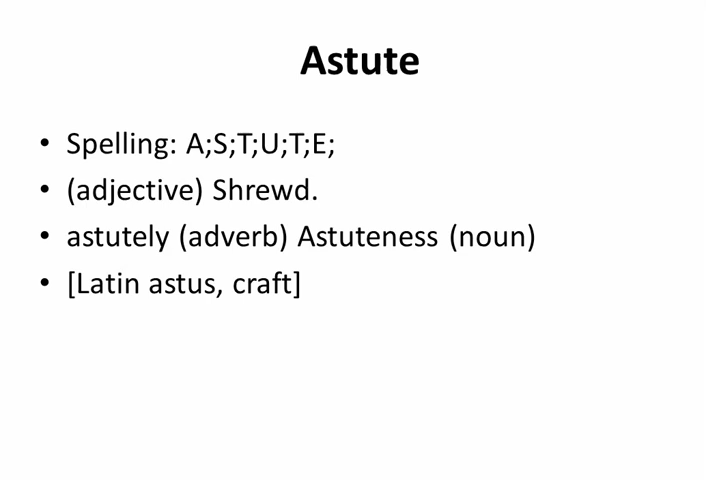 Astute
• Spelling: A;S;T;U;T;E;
• (adjective) Shrewd.
• astutely (adverb) Astuteness (noun)
• [Latin astus, craft]